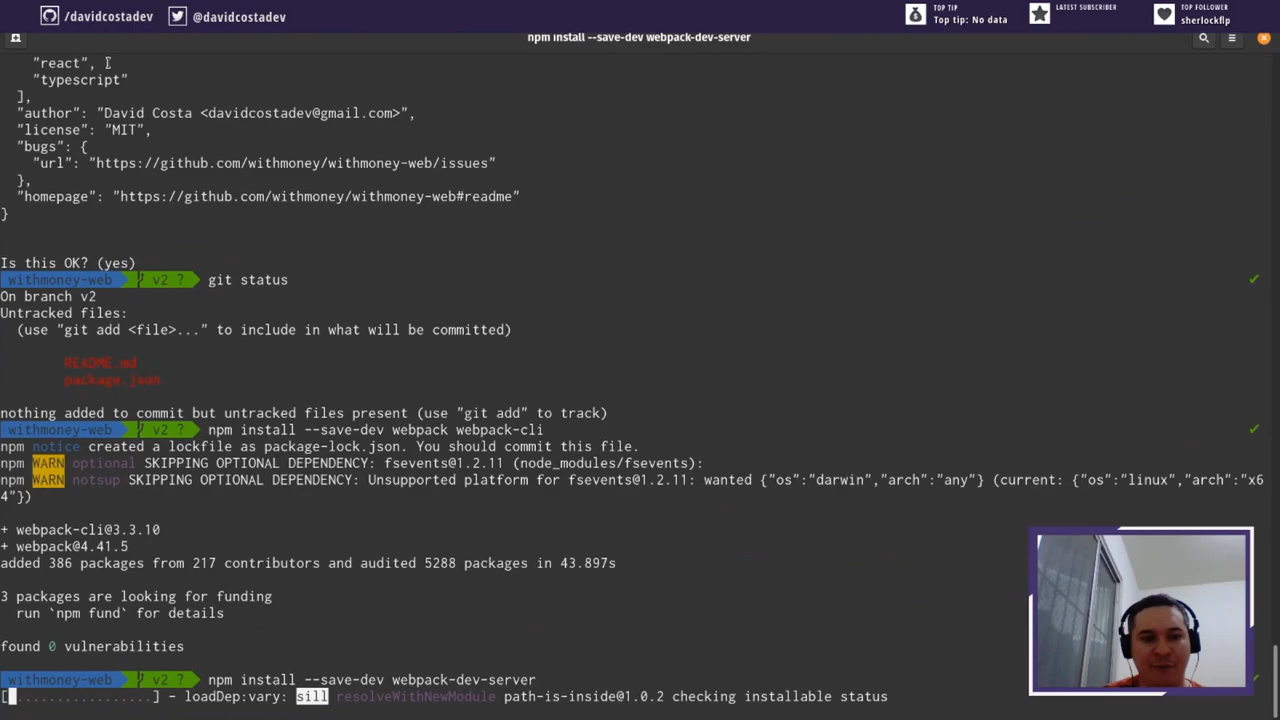 /davidcostadev
@davidcostadev
TOP TIP
Top tip: No data
LATEST SUBSCRIBER
TOP FOLLOWER
sherlockflp
npm install --save-dev webpack-dev-server
"react",
"typescript"
],
"author": "David Costa <davidcostadev@gmail.com>",
"license": "MIT",
"bugs": {
"url": "https://github.com/withmoney/withmoney-web/issues"
},
"homepage": "https://github.com/withmoney/withmoney-web#readme"
}
Is this OK? (yes)
withmoney-web v2 ? git status
On branch v2
Untracked files:
(use "git add <file>..." to include in what will be committed)
README.md
package.json
nothing added to commit but untracked files present (use "git add" to track)
withmoney-web v2 ? npm install --save-dev webpack webpack-cli
npm notice created a lockfile as package-lock.json. You should commit this file.
npm WARN optional SKIPPING OPTIONAL DEPENDENCY: fsevents@1.2.11 (node_modules/fsevents):
npm WARN notsup SKIPPING OPTIONAL DEPENDENCY: Unsupported platform for fsevents@1.2.11: wanted {"os":"darwin","arch":"any"} (current: {"os":"linux","arch":"x6
4"})
+ webpack-cli@3.3.10
+ webpack@4.41.5
added 386 packages from 217 contributors and audited 5288 packages in 43.897s
3 packages are looking for funding
run `npm fund` for details
found 0 vulnerabilities
withmoney-web v2 ? npm install --save-dev webpack-dev-server
[ .................] - loadDep:vary: sill resolveWithNewModule path-is-inside@1.0.2 checking installable status